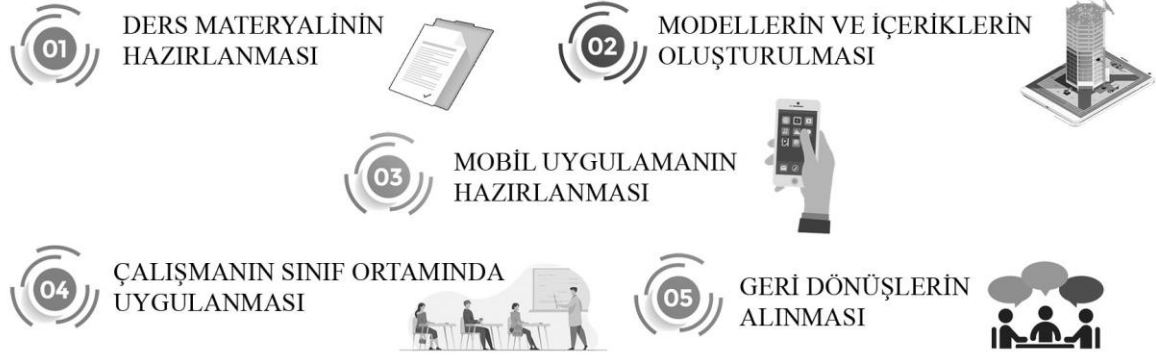 01
DERS MATERYALİNİN
HAZIRLANMASI
02
MODELLERİN VE İÇERİKLERİN
OLUŞTURULMASI
03
MOBİL UYGULAMANIN
HAZIRLANMASI
04
ÇALIŞMANIN SINIF ORTAMINDA
UYGULANMASI
05
GERİ DÖNÜŞLERİN
ALINMASI